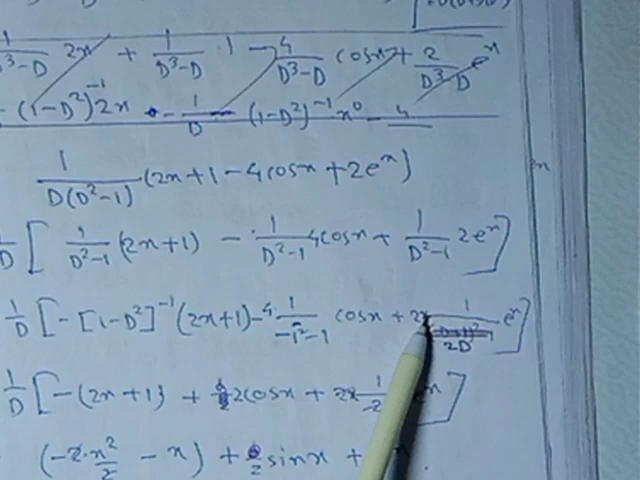 1/(D³-D) 2x + 1/(D³-D) 1 - 4/(D³-D) cosx + 2/(D³-D) eˣ
- (1-D²)⁻¹ 2x - 1/D (1-D²)⁻¹ x⁰ - 4
1/(D(D²-1)) (2x+1-4cosx+2eˣ)
1/D [ 1/(D²-1) (2x+1) - 1/(D²-1) 4cosx + 1/(D²-1) 2eˣ ]
1/D [ -[1-D²]⁻¹ (2x+1) - 4 1/(-1²-1) cosx + 2x 1/(2D) eˣ ]
1/D [ -(2x+1) + 2cosx + 2x 1/2 ]
(-2·x²/2 - x) + 2 sinx +